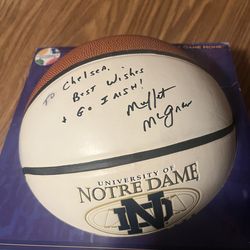 To Chelsea,
Best Wishes
& Go Irish!
Muffet
McGraw
UNIVERSITY OF
NOTRE DAME
ND